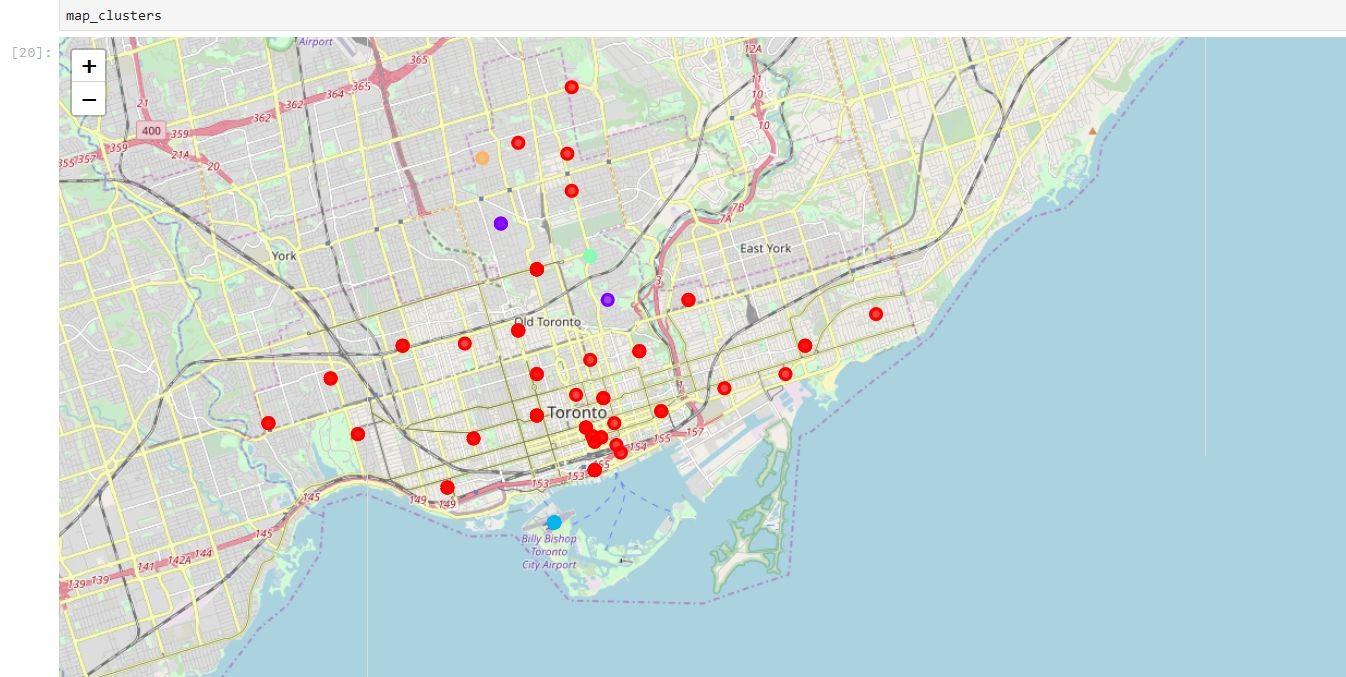 map_clusters
[20]:
+
−
Airport
365
12A
364
365
362
362
21
11
10
10
400
359
359
355
357
21A
20
7B
7A
York
East York
3
Old Toronto
1
Toronto
157
155
154
153
153
149
149
145
145
144
142A
141
139
139
Billy Bishop
Toronto
City Airport